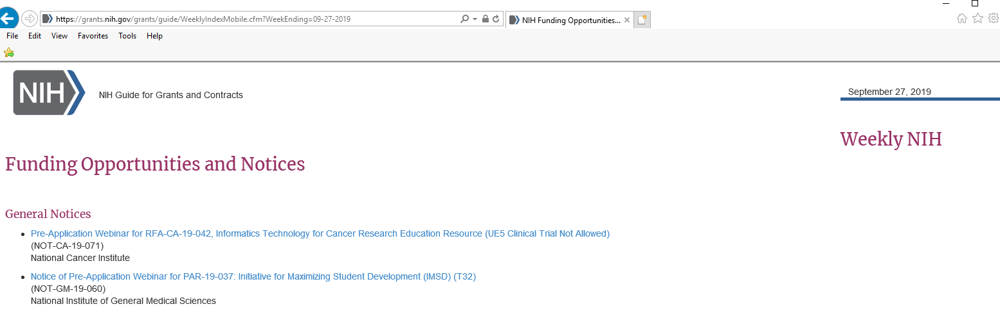 https://grants.nih.gov/grants/guide/WeeklyIndexMobile.cfm?WeekEnding=09-27-2019
NIH Funding Opportunities...
File Edit View Favorites Tools Help
NIH
NIH Guide for Grants and Contracts
September 27, 2019
Weekly NIH
Funding Opportunities and Notices
General Notices
Pre-Application Webinar for RFA-CA-19-042, Informatics Technology for Cancer Research Education Resource (UE5 Clinical Trial Not Allowed)
(NOT-CA-19-071)
National Cancer Institute
Notice of Pre-Application Webinar for PAR-19-037: Initiative for Maximizing Student Development (IMSD) (T32)
(NOT-GM-19-060)
National Institute of General Medical Sciences